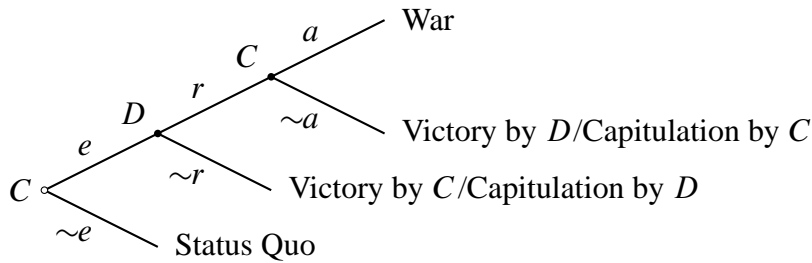 a
War
C
r
~a
Victory by D/Capitulation by C
D
e
~r
Victory by C/Capitulation by D
C
~e
Status Quo